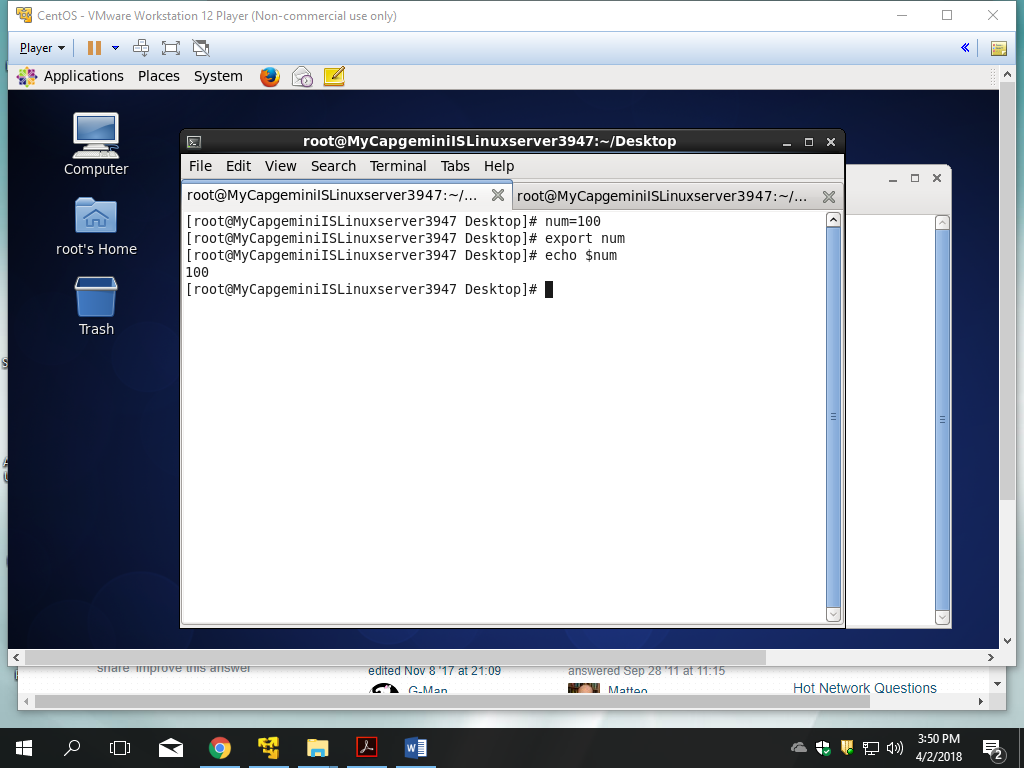 CentOS - VMware Workstation 12 Player (Non-commercial use only)
Player
Applications Places System
Computer
root's Home
Trash
root@MyCapgeminiISLinuxserver3947:~/Desktop
File Edit View Search Terminal Tabs Help
root@MyCapgeminiISLinuxserver3947:~/... root@MyCapgeminiISLinuxserver3947:~/...
[root@MyCapgeminiISLinuxserver3947 Desktop]# num=100
[root@MyCapgeminiISLinuxserver3947 Desktop]# export num
[root@MyCapgeminiISLinuxserver3947 Desktop]# echo $num
100
[root@MyCapgeminiISLinuxserver3947 Desktop]#
share improve this answer
edited Nov 8 '17 at 21:09
answered Sep 28 '11 at 11:15
G-Man
Matteo
Hot Network Questions
3:50 PM
4/2/2018
2